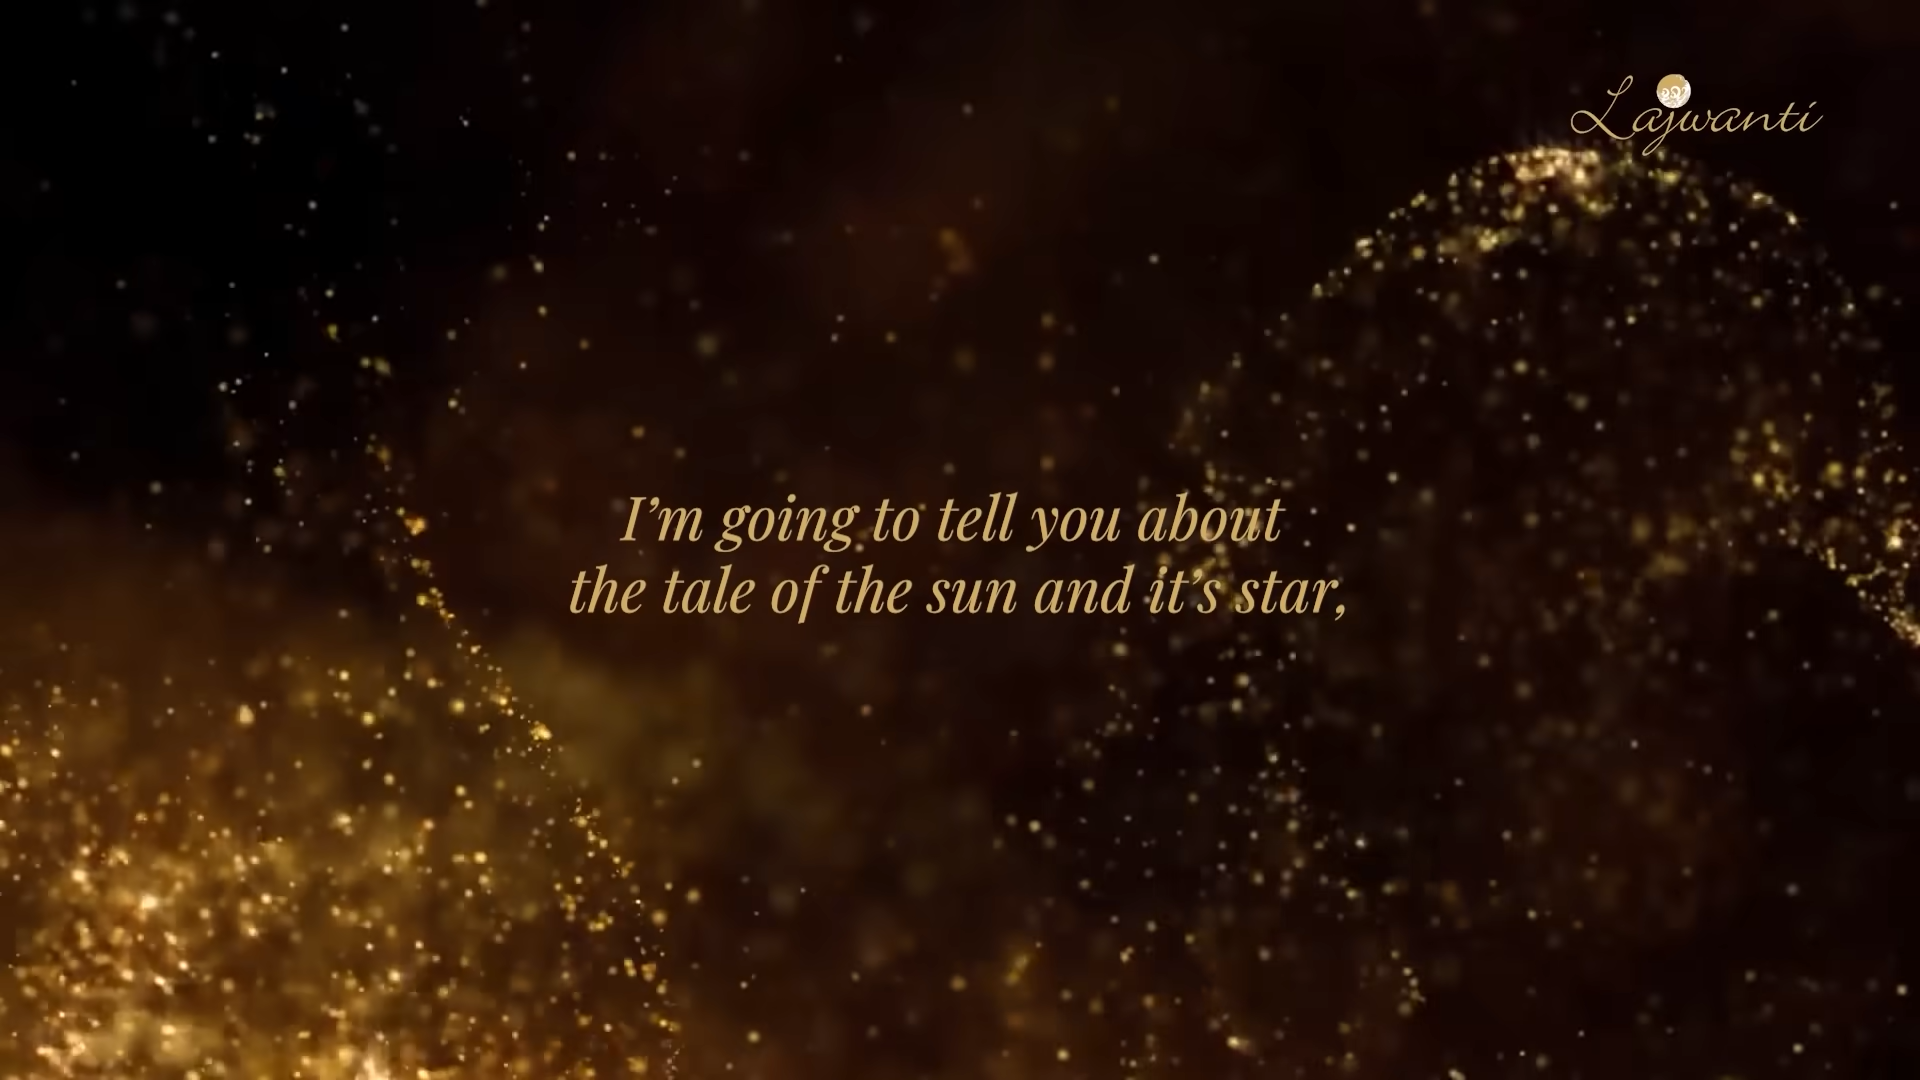 Lajwanti
I’m going to tell you about
the tale of the sun and it’s star,